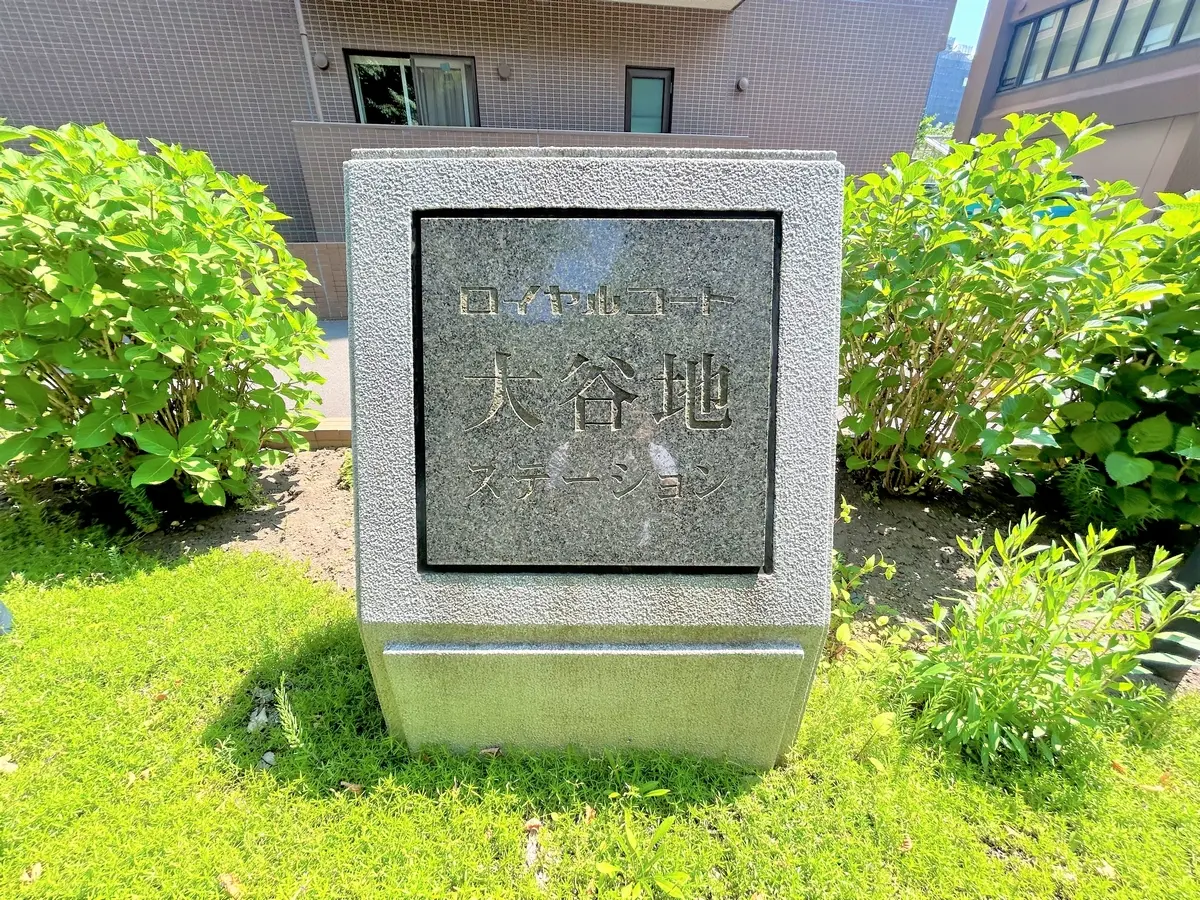 ロイヤルコート
大谷地
ステーション